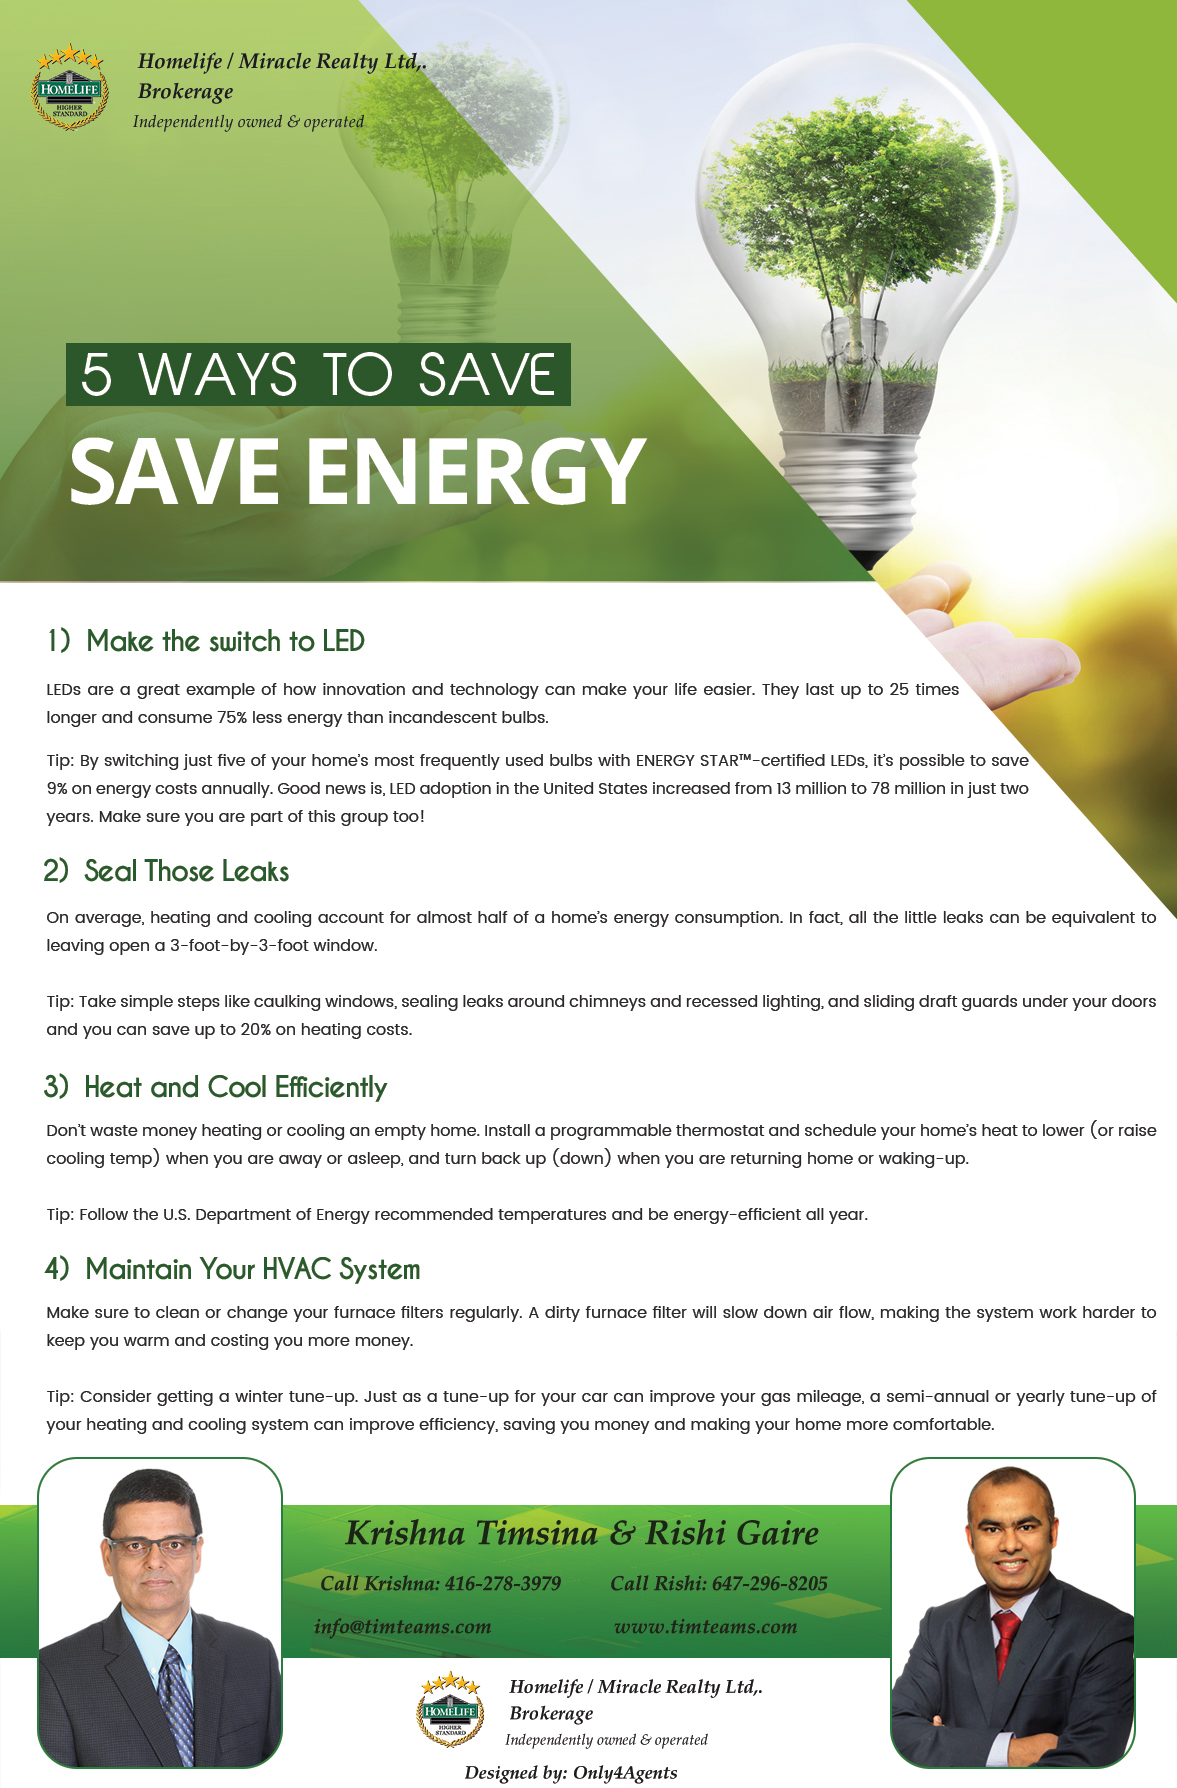 Homelife / Miracle Realty Ltd,.
Brokerage
Independently owned & operated
HOMELIFE
HIGHER
STANDARD
5 WAYS TO SAVE
SAVE ENERGY
1) Make the switch to LED
LEDs are a great example of how innovation and technology can make your life easier. They last up to 25 times
longer and consume 75% less energy than incandescent bulbs.
Tip: By switching just five of your home's most frequently used bulbs with ENERGY STAR™-certified LEDs, it's possible to save
9% on energy costs annually. Good news is, LED adoption in the United States increased from 13 million to 78 million in just two
years. Make sure you are part of this group too!
2) Seal Those Leaks
On average, heating and cooling account for almost half of a home's energy consumption. In fact, all the little leaks can be equivalent to
leaving open a 3-foot-by-3-foot window.
Tip: Take simple steps like caulking windows, sealing leaks around chimneys and recessed lighting, and sliding draft guards under your doors
and you can save up to 20% on heating costs.
3) Heat and Cool Efficiently
Don't waste money heating or cooling an empty home. Install a programmable thermostat and schedule your home's heat to lower (or raise
cooling temp) when you are away or asleep, and turn back up (down) when you are returning home or waking-up.
Tip: Follow the U.S. Department of Energy recommended temperatures and be energy-efficient all year.
4) Maintain Your HVAC System
Make sure to clean or change your furnace filters regularly. A dirty furnace filter will slow down air flow, making the system work harder to
keep you warm and costing you more money.
Tip: Consider getting a winter tune-up. Just as a tune-up for your car can improve your gas mileage, a semi-annual or yearly tune-up of
your heating and cooling system can improve efficiency, saving you money and making your home more comfortable.
Krishna Timsina & Rishi Gaire
Call Krishna: 416-278-3979 Call Rishi: 647-296-8205
info@timteams.com www.timteams.com
HOMELIFE
HIGHER
STANDARD
Homelife / Miracle Realty Ltd,.
Brokerage
Independently owned & operated
Designed by: Only4Agents